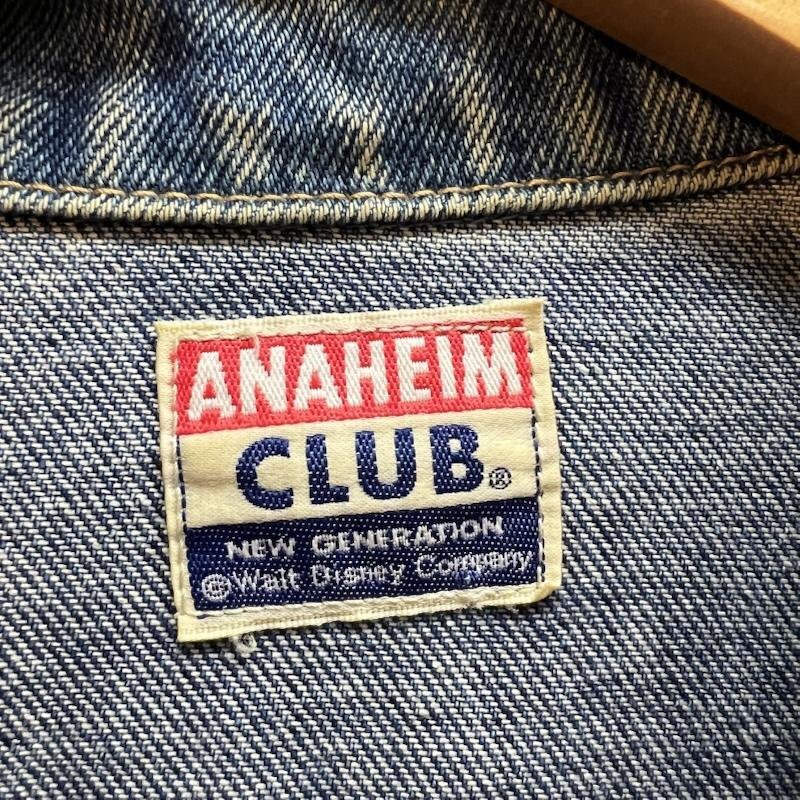 ANAHEIM
CLUB®
NEW GENERATION
©Walt Disney Company